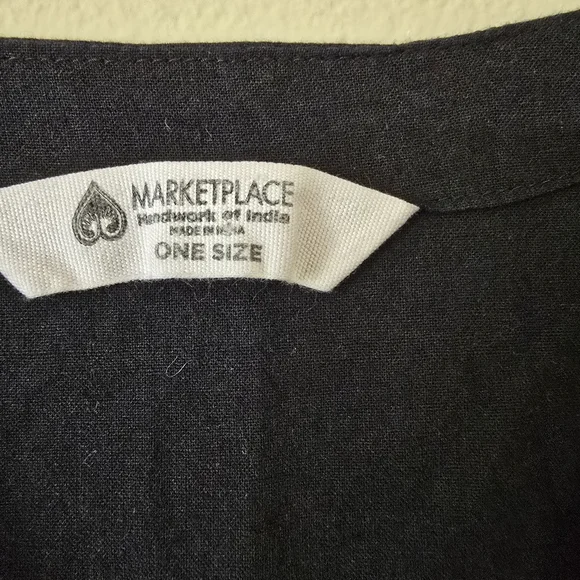 MARKETPLACE
Handwork of India
MADE IN INDIA
ONE SIZE